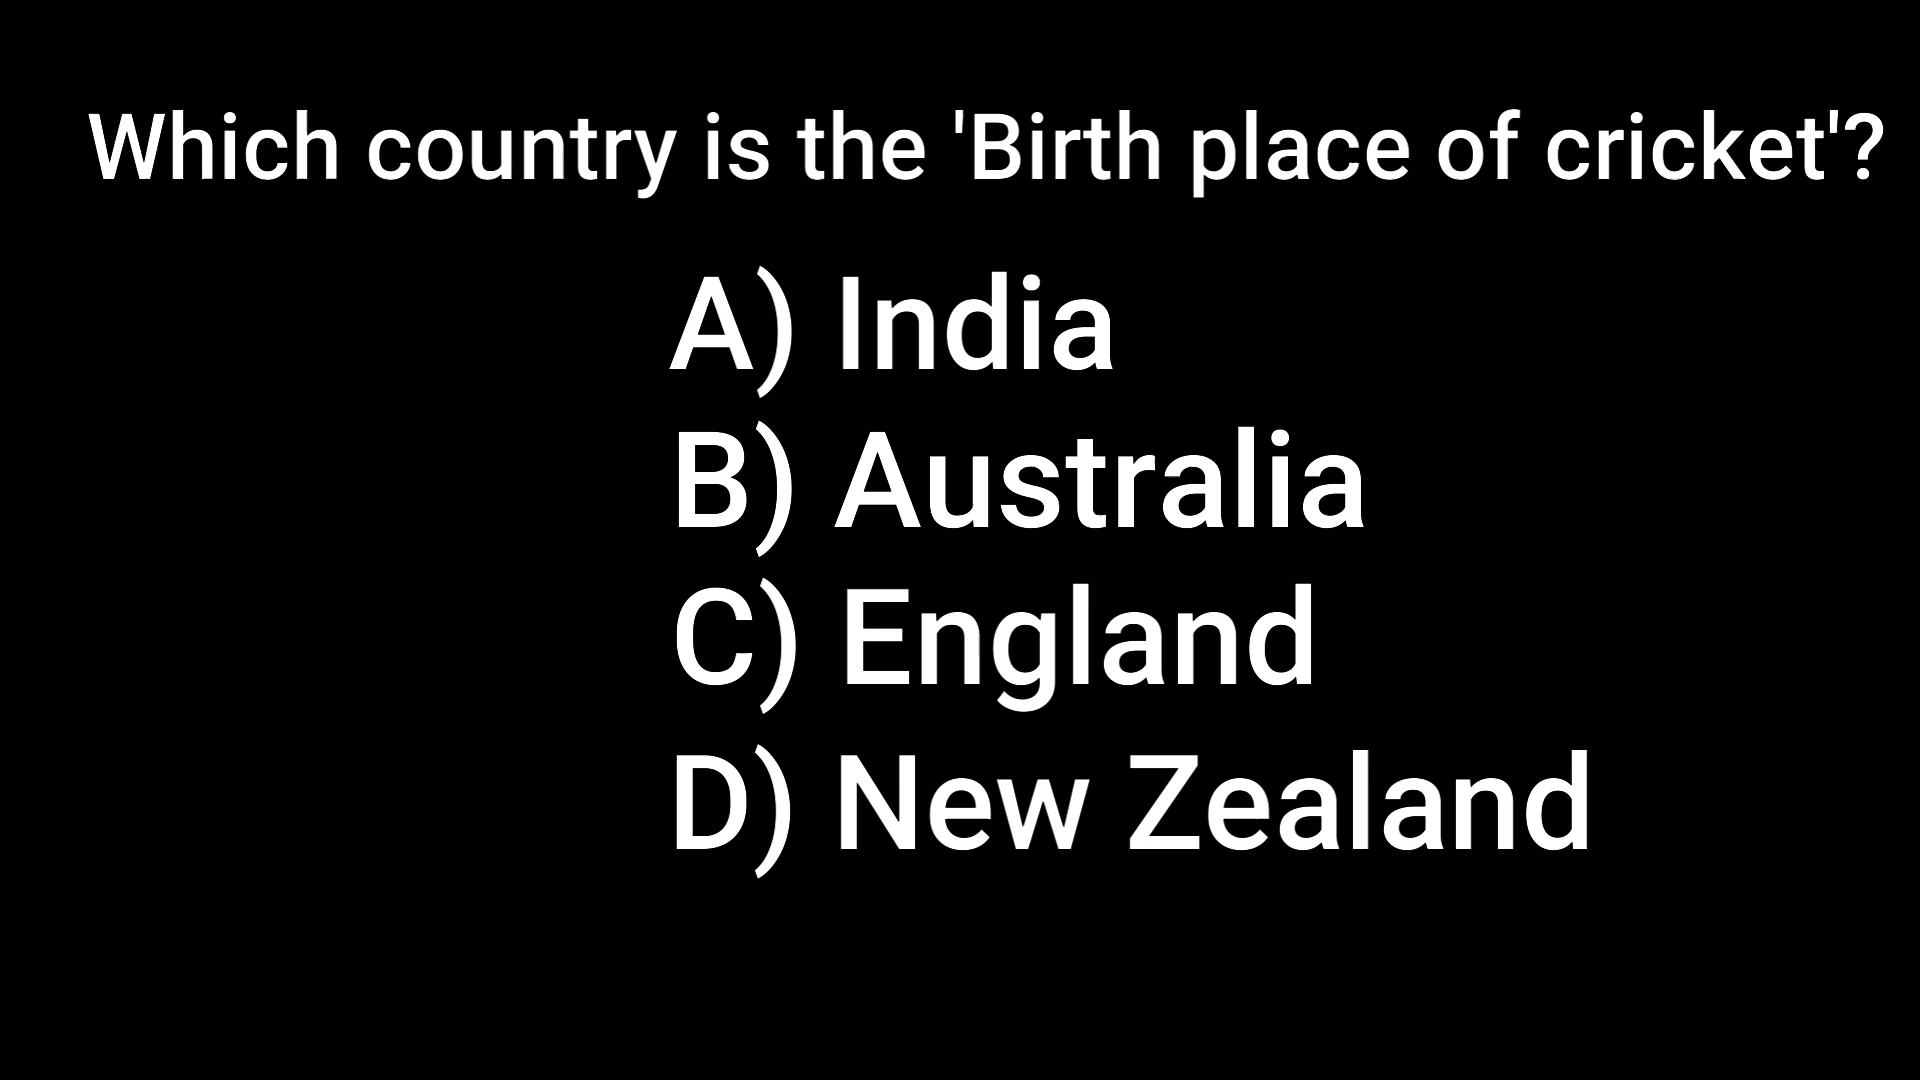 Which country is the 'Birth place of cricket'?
A) India
B) Australia
C) England
D) New Zealand